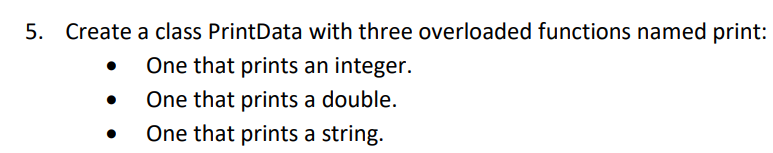 5. Create a class PrintData with three overloaded functions named print:
• One that prints an integer.
• One that prints a double.
• One that prints a string.